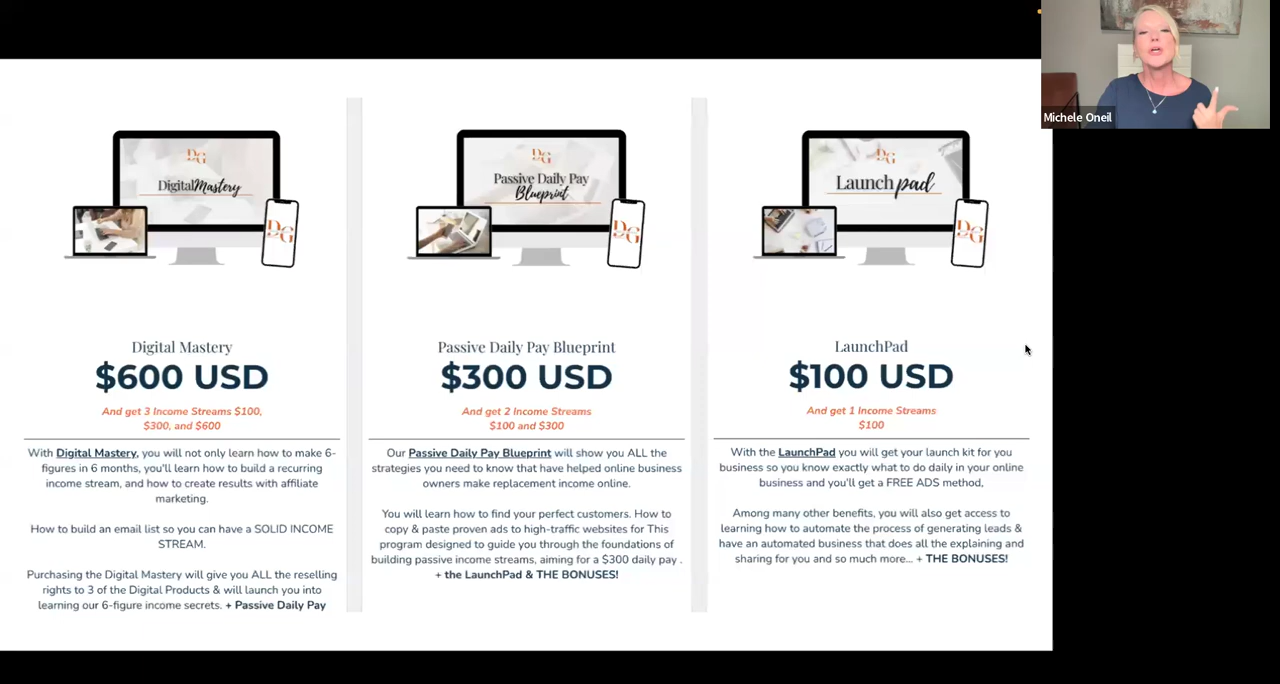 Michele Oneil
DG
Digital Mastery
DG
Digital Mastery
$600 USD
And get 3 Income Streams $100,
$300, and $600
With Digital Mastery, you will not only learn how to make 6-
figures in 6 months, you'll learn how to build a recurring
income stream, and how to create results with affiliate
marketing.
How to build an email list so you can have a SOLID INCOME
STREAM.
Purchasing the Digital Mastery will give you ALL the reselling
rights to 3 of the Digital Products & will launch you into
learning our 6-figure income secrets. + Passive Daily Pay
DG
Passive Daily Pay
Blueprint
DG
Passive Daily Pay Blueprint
$300 USD
And get 2 Income Streams
$100 and $300
Our Passive Daily Pay Blueprint will show you ALL the
strategies you need to know that have helped online business
owners make replacement income online.
You will learn how to find your perfect customers. How to
copy & paste proven ads to high-traffic websites for This
program designed to guide you through the foundations of
building passive income streams, aiming for a $300 daily pay .
+ the LaunchPad & THE BONUSES!
DG
Launch pad
DG
LaunchPad
$100 USD
And get 1 Income Streams
$100
With the LaunchPad you will get your launch kit for you
business so you know exactly what to do daily in your online
business and you'll get a FREE ADS method,
Among many other benefits, you will also get access to
learning how to automate the process of generating leads &
have an automated business that does all the explaining and
sharing for you and so much more... + THE BONUSES!